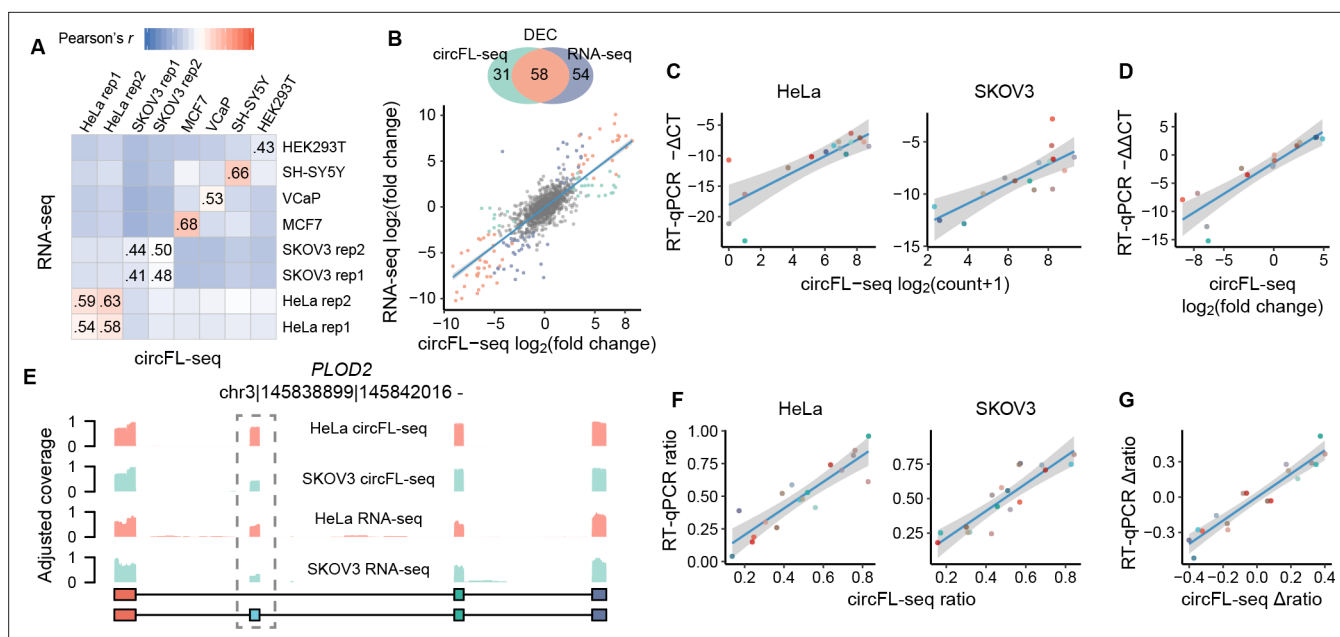 A
Pearson's r
HeLa rep1
HeLa rep2
SKOV3 rep1
SKOV3 rep2
MCF7
VCaP
SH-SY5Y
HEK293T
RNA-seq
.43 HEK293T
.66 SH-SY5Y
.53 VCaP
.68 MCF7
.44 .50 SKOV3 rep2
.41 .48 SKOV3 rep1
.59 .63 HeLa rep2
.54 .58 HeLa rep1
circFL-seq
B
DEC
circFL-seq RNA-seq
31 58 54
RNA-seq log2(fold change)
10
5
0
−5
−10
−9 −5 0 5 8
circFL−seq log2(fold change)
C
HeLa SKOV3
RT-qPCR −ΔΔCT
−5
−10
−15
−20
0 2 4 6 8
−5
−10
−15
4 6 8
circFL−seq log2(count+1)
D
RT-qPCR −ΔΔCT
5
0
−5
−10
−15
−8 −4 0 4
circFL-seq
log2(fold change)
E
PLOD2
chr3|145838899|145842016 -
Adjusted coverage
1
0
HeLa circFL-seq
1
0
SKOV3 circFL-seq
1
0
HeLa RNA-seq
1
0
SKOV3 RNA-seq
F
HeLa SKOV3
RT-qPCR ratio
1.00
0.75
0.50
0.25
0.00
0.2 0.4 0.6 0.8
0.75
0.50
0.25
0.2 0.4 0.6 0.8
circFL-seq ratio
G
RT-qPCR Δratio
0.3
0.0
−0.3
−0.4 −0.2 0.0 0.2 0.4
circFL-seq Δratio